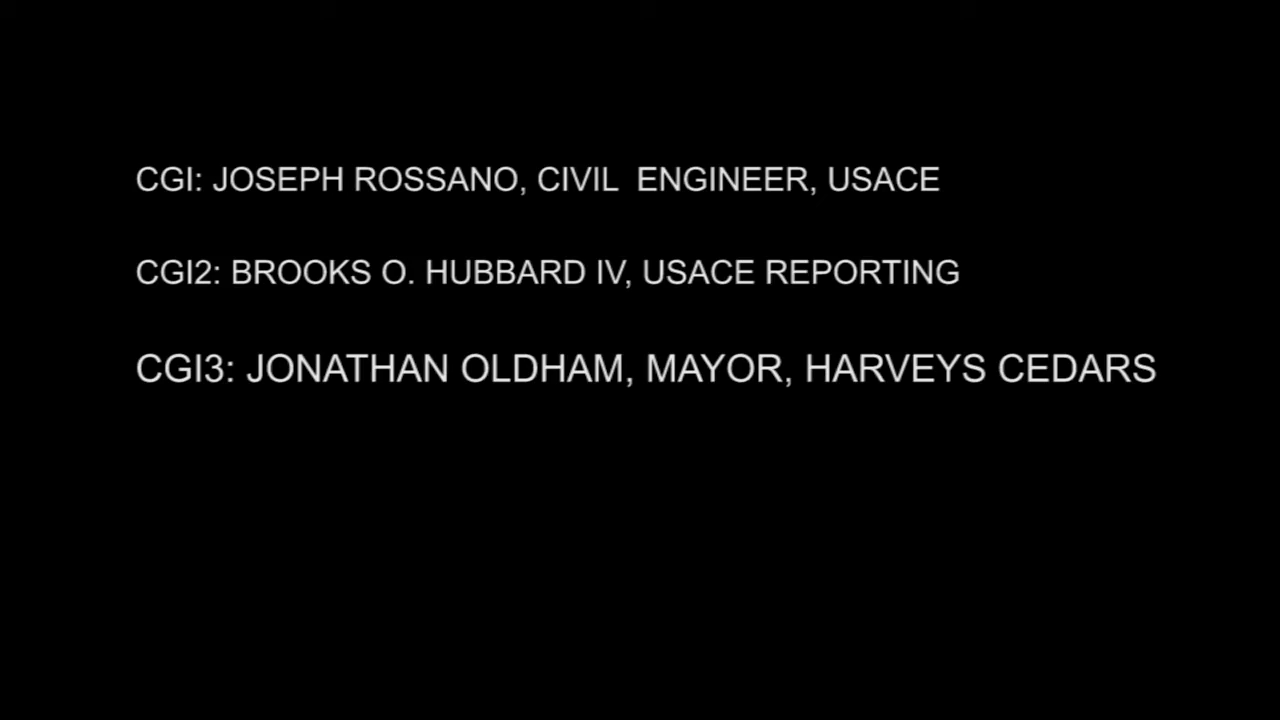 CGI: JOSEPH ROSSANO, CIVIL  ENGINEER, USACE
CGI2: BROOKS O. HUBBARD IV, USACE REPORTING
CGI3: JONATHAN OLDHAM, MAYOR, HARVEYS CEDARS